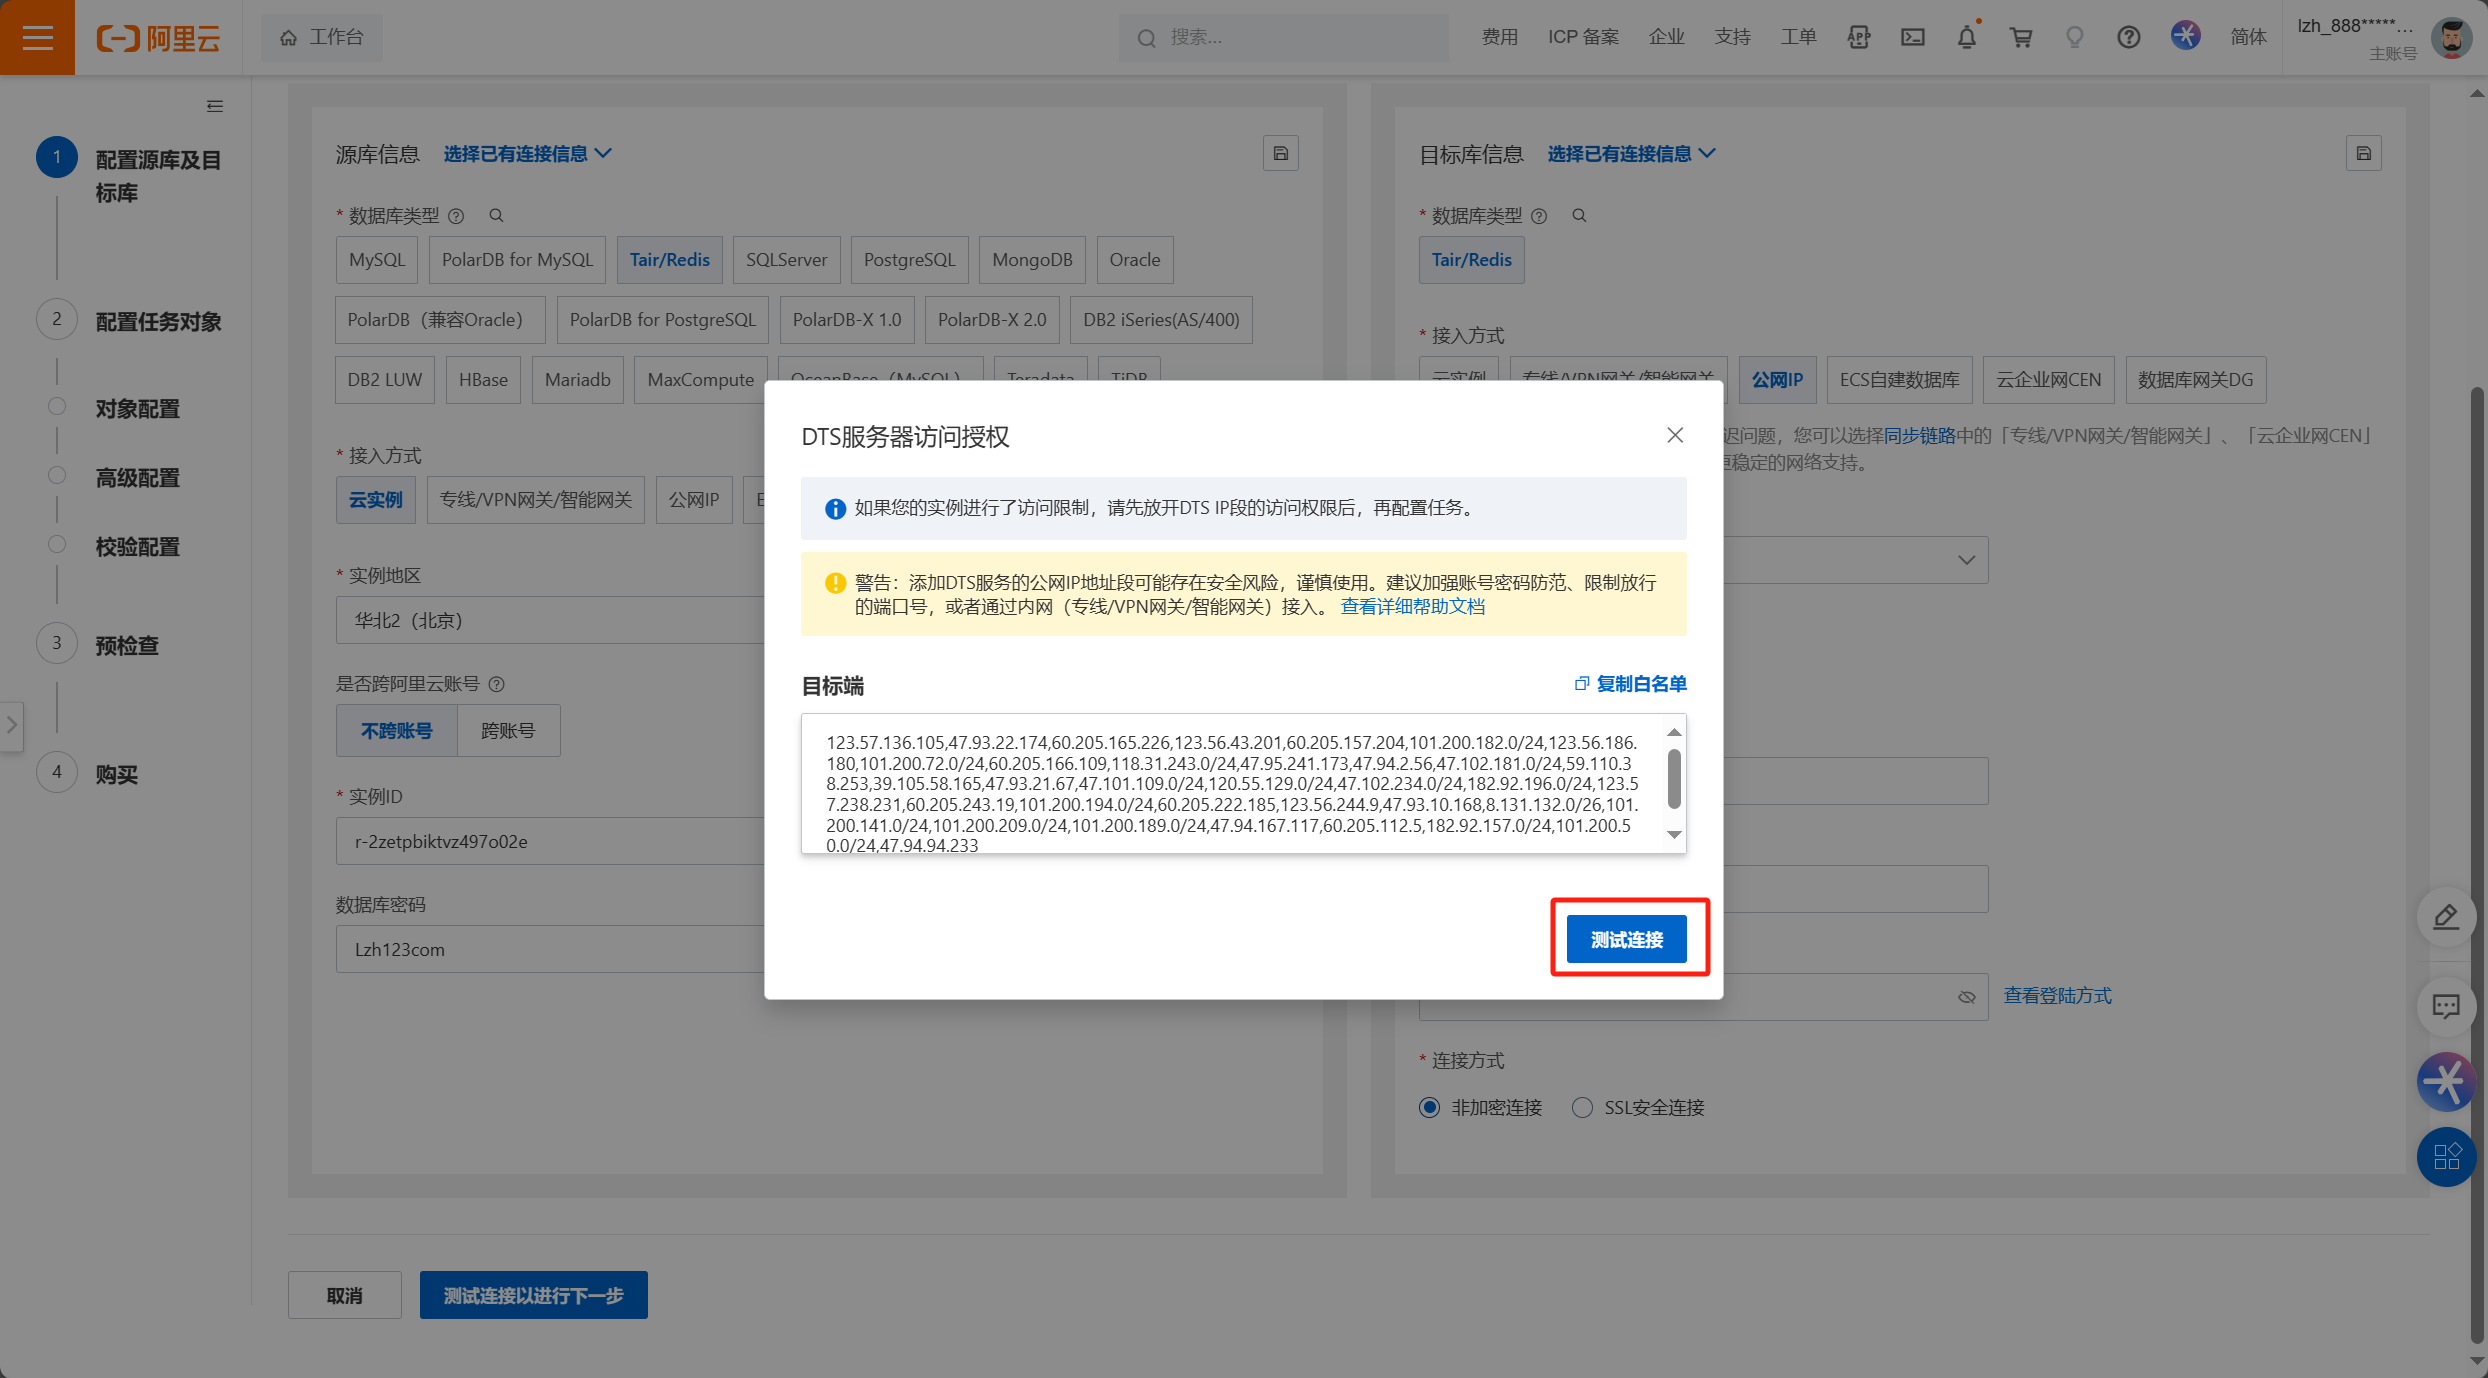 阿里云
工作台
搜索...
费用
ICP 备案
企业
支持
工单
APP
简体
lzh_888*****...
主账号
1
配置源库及目
标库
2
配置任务对象
对象配置
高级配置
校验配置
3
预检查
4
购买
源库信息 选择已有连接信息
* 数据库类型
MySQL
PolarDB for MySQL
Tair/Redis
SQLServer
PostgreSQL
MongoDB
Oracle
PolarDB（兼容Oracle）
PolarDB for PostgreSQL
PolarDB-X 1.0
PolarDB-X 2.0
DB2 iSeries(AS/400)
DB2 LUW
HBase
Mariadb
MaxCompute
OceanBase（MySQL）
Teradata
TiDB
* 接入方式
云实例
专线/VPN网关/智能网关
公网IP
* 实例地区
华北2（北京）
是否跨阿里云账号
不跨账号
跨账号
* 实例ID
r-2zetpbiktvz497o02e
数据库密码
Lzh123com
目标库信息 选择已有连接信息
* 数据库类型
Tair/Redis
* 接入方式
云实例
专线/VPN网关/智能网关
公网IP
ECS自建数据库
云企业网CEN
数据库网关DG
迟问题，您可以选择同步链路中的「专线/VPN网关/智能网关」、「云企业网CEN」
更稳定的网络支持。
查看登陆方式
* 连接方式
非加密连接
SSL安全连接
DTS服务器访问授权
如果您的实例进行了访问限制，请先放开DTS IP段的访问权限后，再配置任务。
警告：添加DTS服务的公网IP地址段可能存在安全风险，谨慎使用。建议加强账号密码防范、限制放行
的端口号，或者通过内网（专线/VPN网关/智能网关）接入。 查看详细帮助文档
目标端
复制白名单
123.57.136.105,47.93.22.174,60.205.165.226,123.56.43.201,60.205.157.204,101.200.182.0/24,123.56.186.
180,101.200.72.0/24,60.205.166.109,118.31.243.0/24,47.95.241.173,47.94.2.56,47.102.181.0/24,59.110.3
8.253,39.105.58.165,47.93.21.67,47.101.109.0/24,120.55.129.0/24,47.102.234.0/24,182.92.196.0/24,123.5
7.238.231,60.205.243.19,101.200.194.0/24,60.205.222.185,123.56.244.9,47.93.10.168,8.131.132.0/26,101.
200.141.0/24,101.200.209.0/24,101.200.189.0/24,47.94.167.117,60.205.112.5,182.92.157.0/24,101.200.5
0.0/24,47.94.94.233
测试连接
取消
测试连接以进行下一步